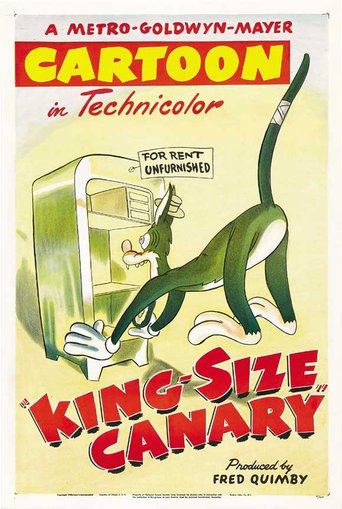 A METRO-GOLDWYN-MAYER
CARTOON
in Technicolor
FOR RENT
UNFURNISHED
"KING-SIZE
CANARY"
Produced by
FRED QUIMBY